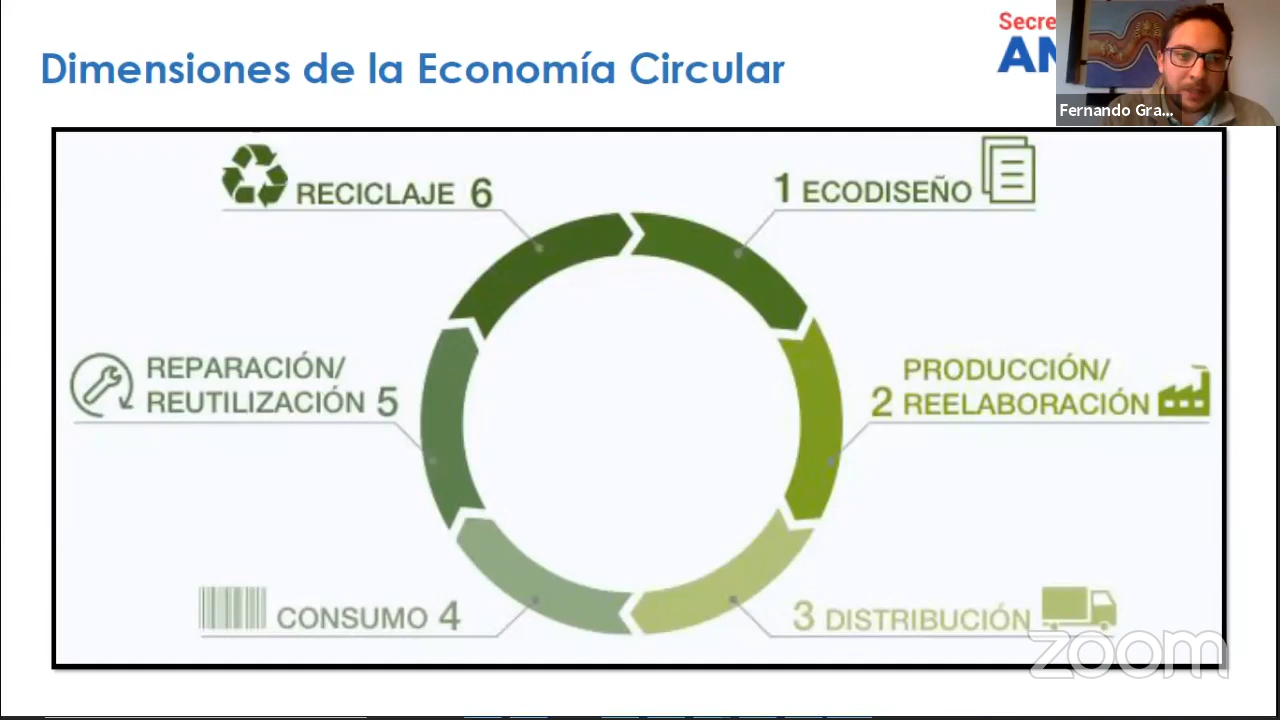 Dimensiones de la Economía Circular
Secre
AN
Fernando Gra...
RECICLAJE 6
1 ECODISEÑO
REPARACIÓN/
REUTILIZACIÓN 5
PRODUCCIÓN/
2 REELABORACIÓN
CONSUMO 4
3 DISTRIBUCIÓN
zoom